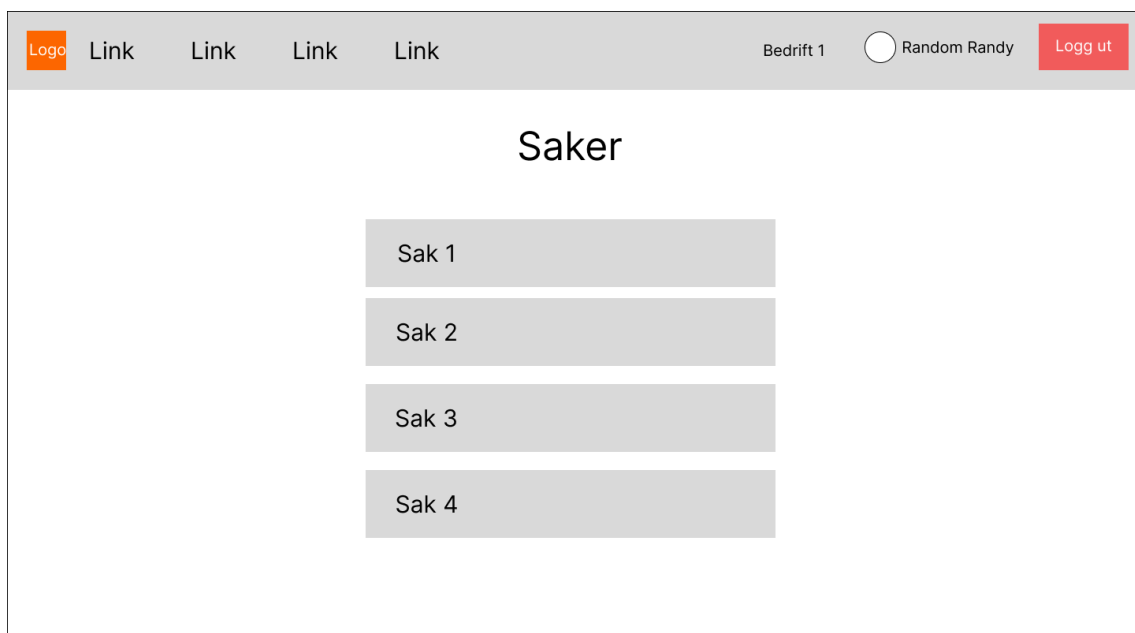 Logo Link Link Link Link Bedrift 1 Random Randy Logg ut
Saker
Sak 1
Sak 2
Sak 3
Sak 4